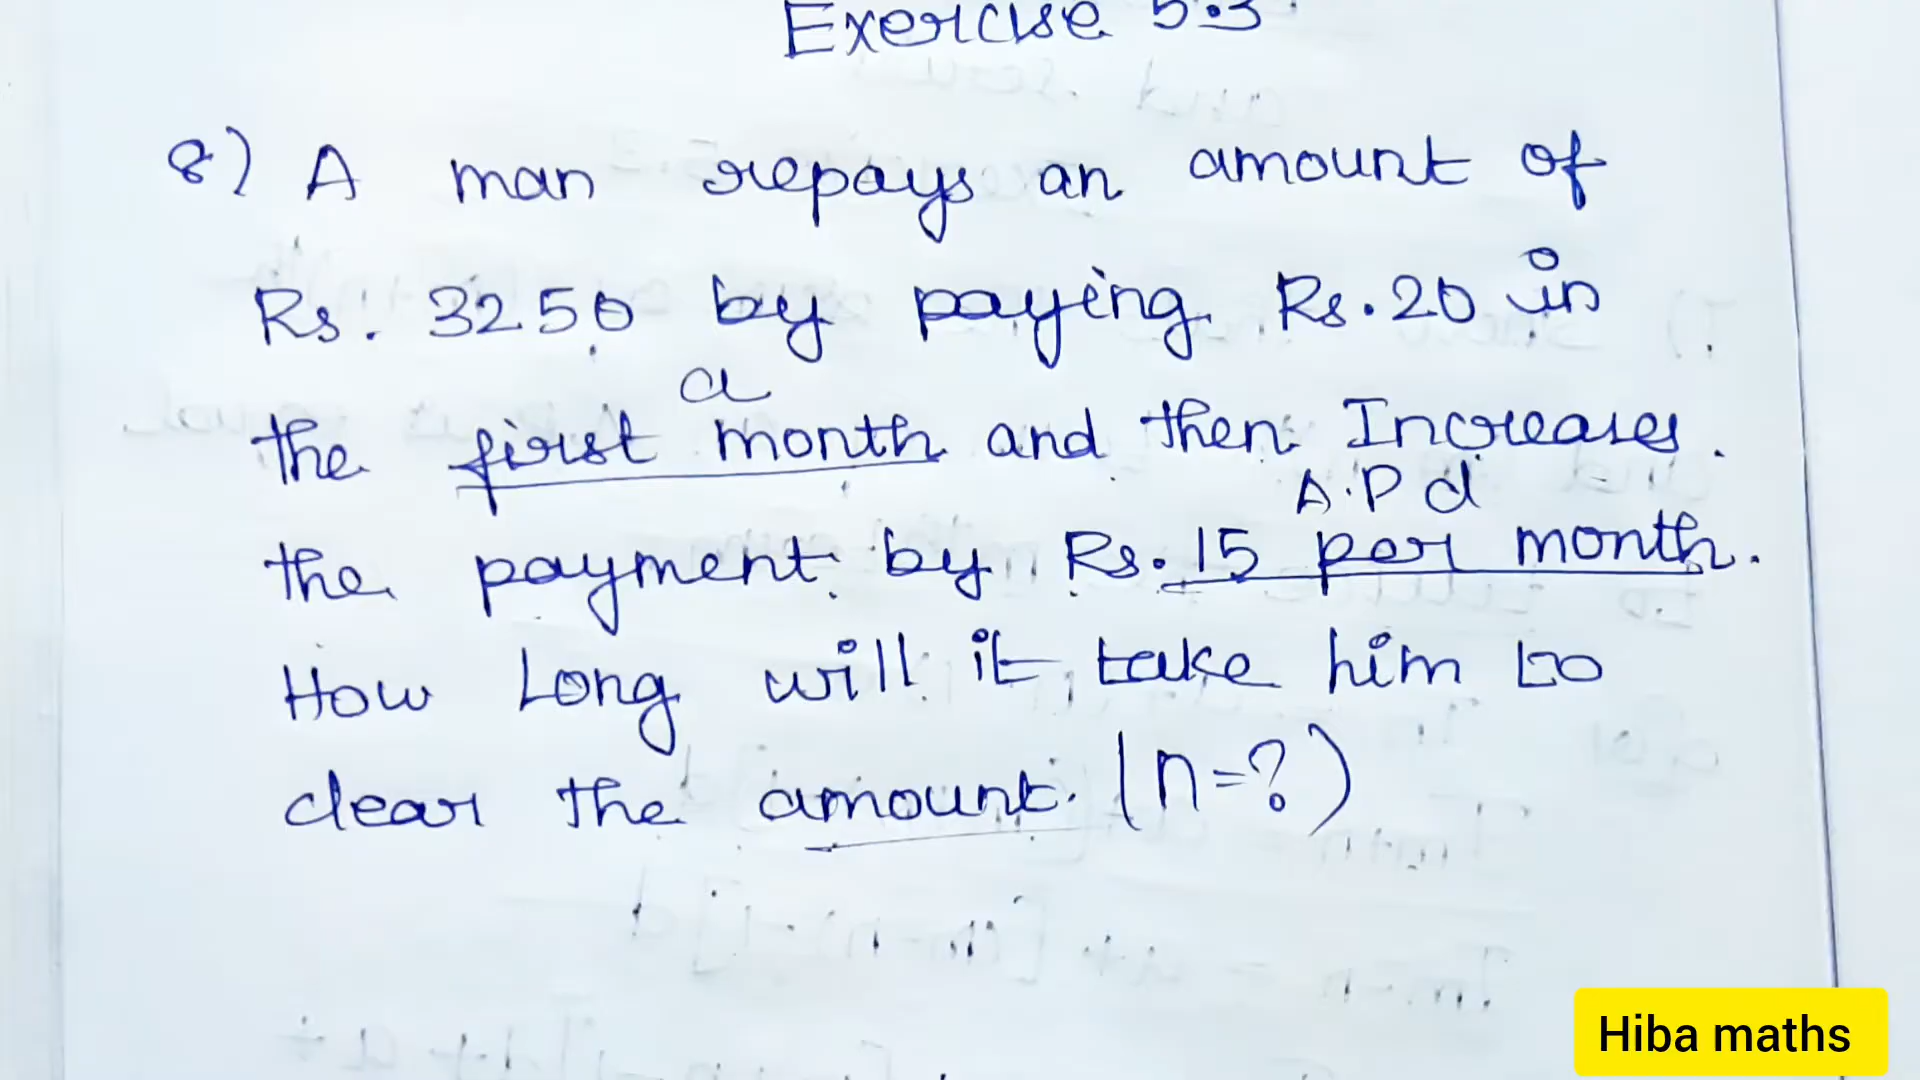 Exercise 5.3
8) A man repays an amount of
Rs. 3250 by paying Rs.20 in
a
the first month and then Increases.
A.P d
the payment by Rs.15 per month.
How Long will it take him to
clear the amount. (n=?)
Hiba maths